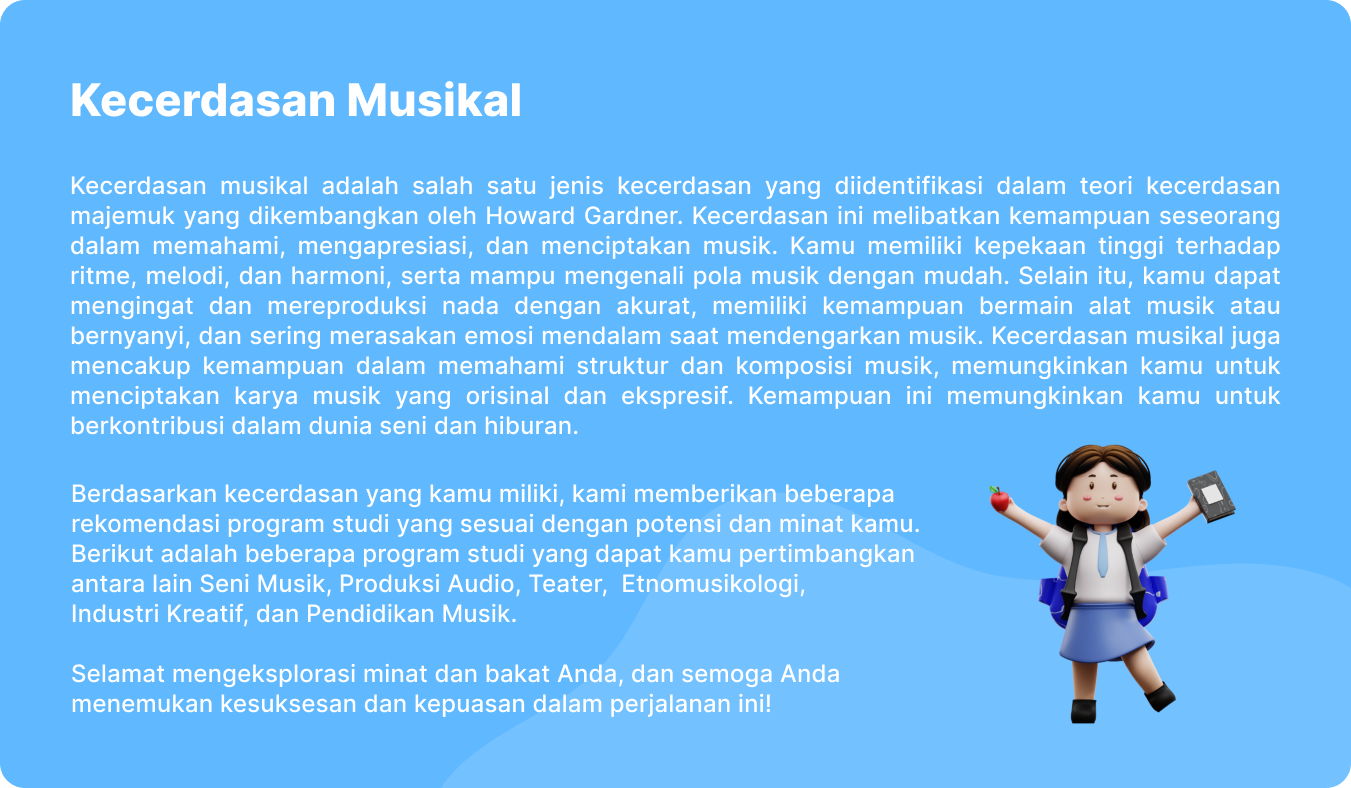 Kecerdasan Musikal
Kecerdasan musikal adalah salah satu jenis kecerdasan yang diidentifikasi dalam teori kecerdasan
majemuk yang dikembangkan oleh Howard Gardner. Kecerdasan ini melibatkan kemampuan seseorang
dalam memahami, mengapresiasi, dan menciptakan musik. Kamu memiliki kepekaan tinggi terhadap
ritme, melodi, dan harmoni, serta mampu mengenali pola musik dengan mudah. Selain itu, kamu dapat
mengingat dan mereproduksi nada dengan akurat, memiliki kemampuan bermain alat musik atau
bernyanyi, dan sering merasakan emosi mendalam saat mendengarkan musik. Kecerdasan musikal juga
mencakup kemampuan dalam memahami struktur dan komposisi musik, memungkinkan kamu untuk
menciptakan karya musik yang orisinal dan ekspresif. Kemampuan ini memungkinkan kamu untuk
berkontribusi dalam dunia seni dan hiburan.
Berdasarkan kecerdasan yang kamu miliki, kami memberikan beberapa
rekomendasi program studi yang sesuai dengan potensi dan minat kamu.
Berikut adalah beberapa program studi yang dapat kamu pertimbangkan
antara lain Seni Musik, Produksi Audio, Teater,  Etnomusikologi,
Industri Kreatif, dan Pendidikan Musik.
Selamat mengeksplorasi minat dan bakat Anda, dan semoga Anda
menemukan kesuksesan dan kepuasan dalam perjalanan ini!